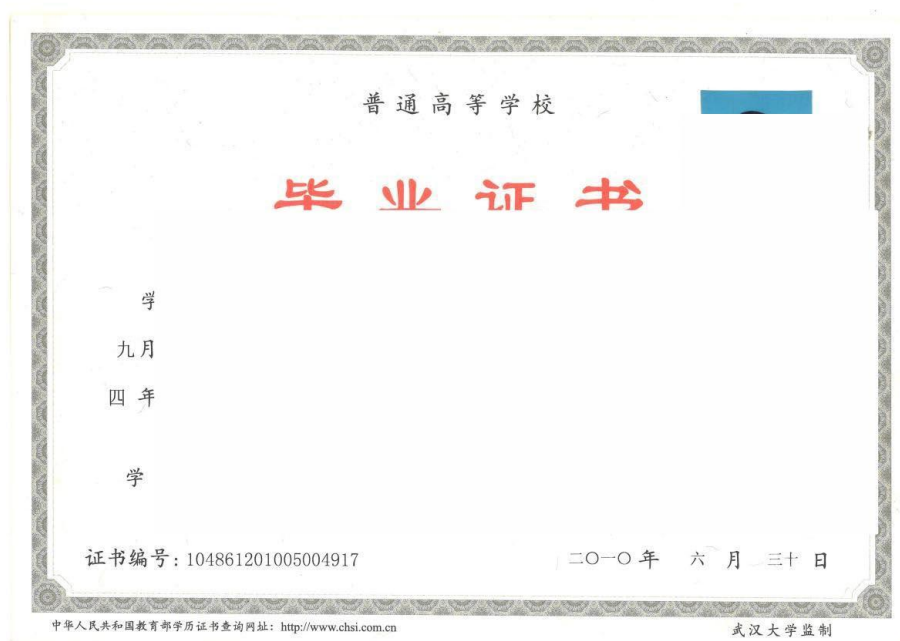 普通高等学校
毕业证书
学
九月
四年
学
证书编号:104861201005004917
二〇一〇年 六月 三十日
中华人民共和国教育部学历证书查询网址:http://www.chsi.com.cn
武汉大学监制